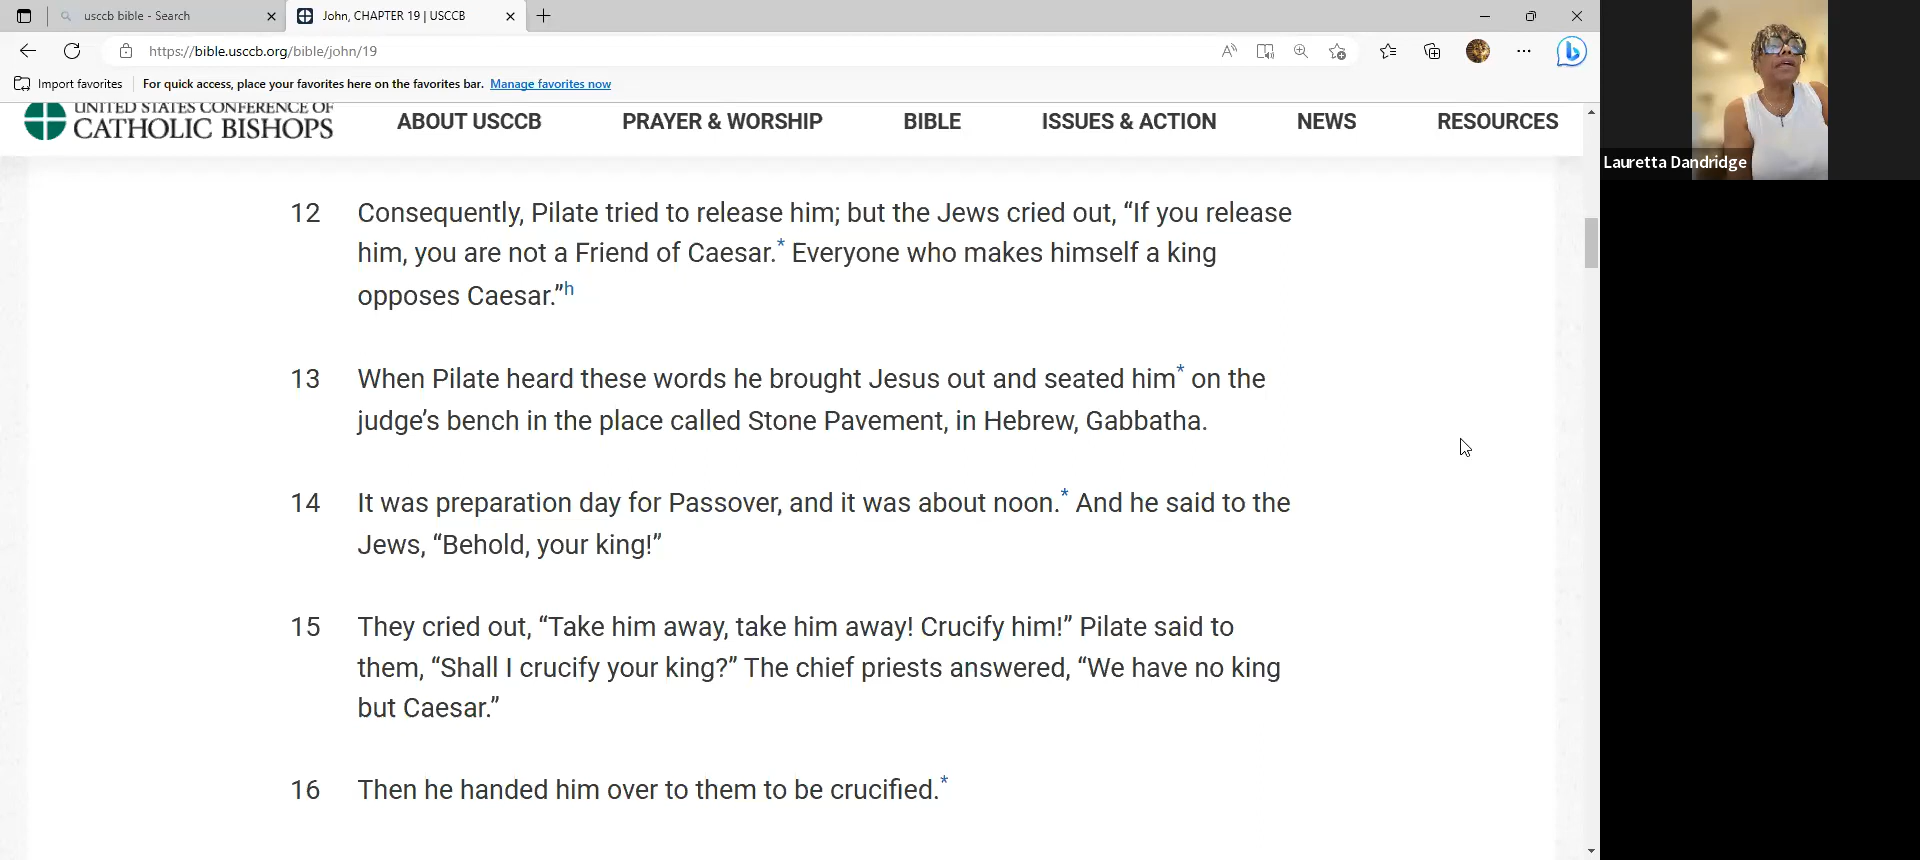 usccb bible - Search
John, CHAPTER 19 | USCCB
https://bible.usccb.org/bible/john/19
Import favorites
For quick access, place your favorites here on the favorites bar. Manage favorites now
UNITED STATES CONFERENCE OF
CATHOLIC BISHOPS
ABOUT USCCB
PRAYER & WORSHIP
BIBLE
ISSUES & ACTION
NEWS
RESOURCES
Lauretta Dandridge
12 Consequently, Pilate tried to release him; but the Jews cried out, “If you release
him, you are not a Friend of Caesar.* Everyone who makes himself a king
opposes Caesar.”h
13 When Pilate heard these words he brought Jesus out and seated him* on the
judge’s bench in the place called Stone Pavement, in Hebrew, Gabbatha.
14 It was preparation day for Passover, and it was about noon.* And he said to the
Jews, “Behold, your king!”
15 They cried out, “Take him away, take him away! Crucify him!” Pilate said to
them, “Shall I crucify your king?” The chief priests answered, “We have no king
but Caesar.”
16 Then he handed him over to them to be crucified.*